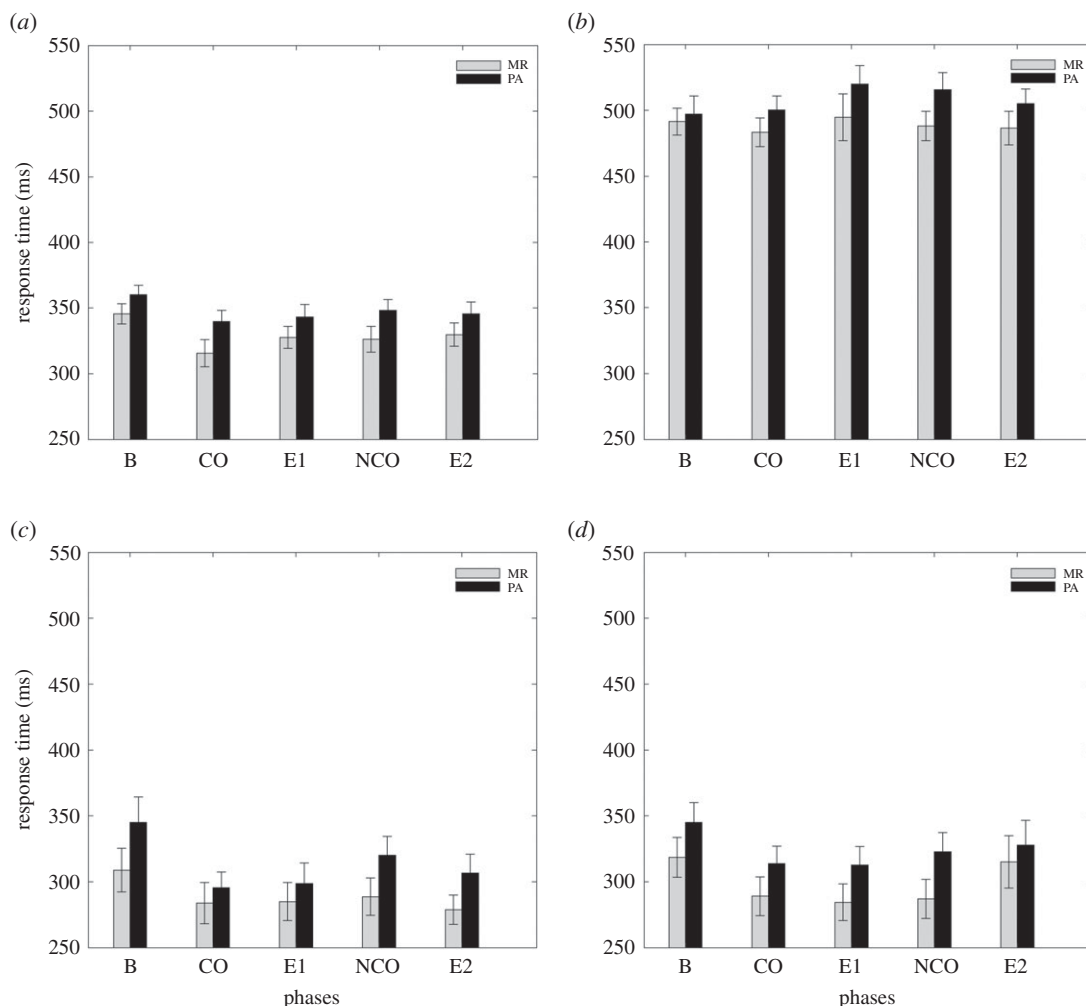 (a)
550
500
450
400
350
300
250
response time (ms)
MR
PA
B CO E1 NCO E2
(b)
550
500
450
400
350
300
250
MR
PA
B CO E1 NCO E2
(c)
550
500
450
400
350
300
250
response time (ms)
MR
PA
B CO E1 NCO E2
phases
(d)
550
500
450
400
350
300
250
MR
PA
B CO E1 NCO E2
phases